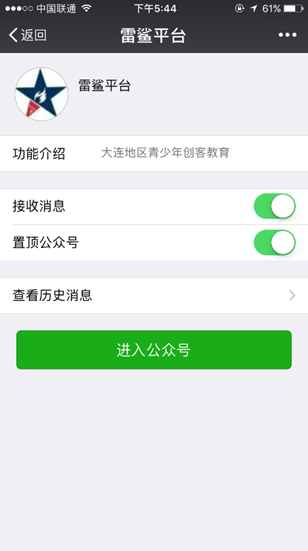 中国联通 下午5:44 61%
返回 雷鲨平台
雷鲨平台
功能介绍 大连地区青少年创客教育
接收消息
置顶公众号
查看历史消息
进入公众号